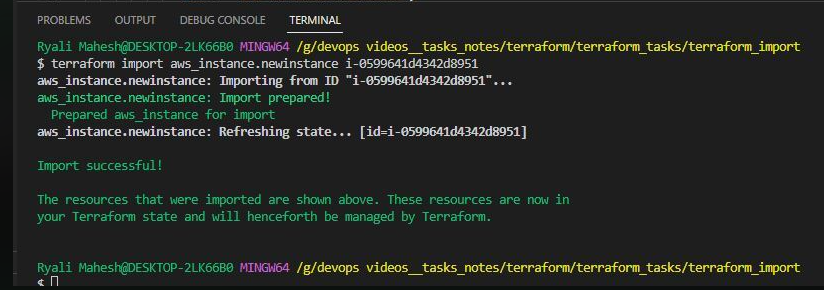 PROBLEMS OUTPUT DEBUG CONSOLE TERMINAL
Ryali Mahesh@DESKTOP-2LK66B0 MINGW64 /g/devops videos__tasks_notes/terraform/terraform_tasks/terraform_import
$ terraform import aws_instance.newinstance i-0599641d4342d8951
aws_instance.newinstance: Importing from ID "i-0599641d4342d8951"...
aws_instance.newinstance: Import prepared!
Prepared aws_instance for import
aws_instance.newinstance: Refreshing state... [id=i-0599641d4342d8951]
Import successful!
The resources that were imported are shown above. These resources are now in
your Terraform state and will henceforth be managed by Terraform.
Ryali Mahesh@DESKTOP-2LK66B0 MINGW64 /g/devops videos__tasks_notes/terraform/terraform_tasks/terraform_import
$